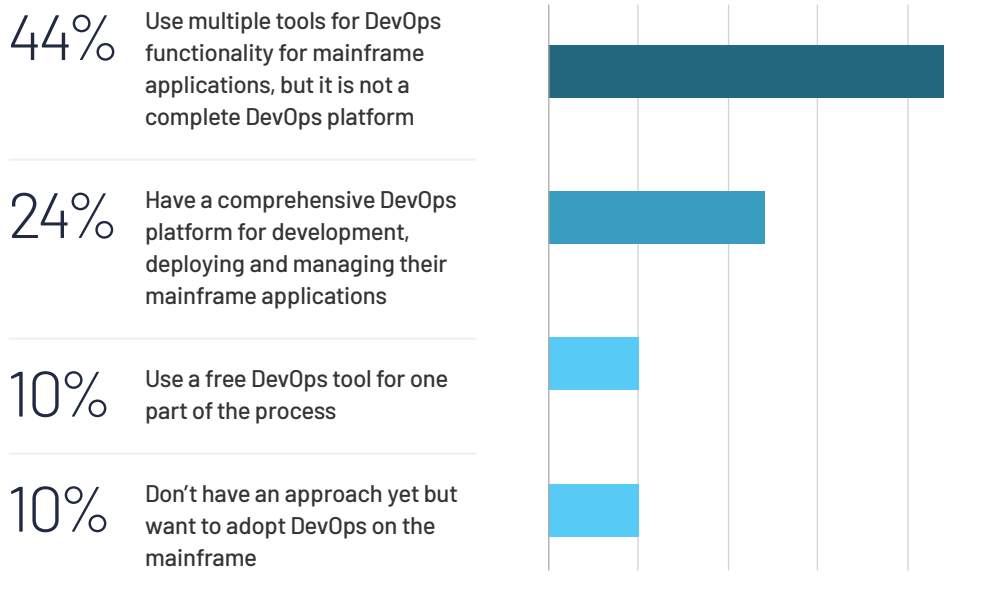 44%
Use multiple tools for DevOps
functionality for mainframe
applications, but it is not a
complete DevOps platform
24%
Have a comprehensive DevOps
platform for development,
deploying and managing their
mainframe applications
10%
Use a free DevOps tool for one
part of the process
10%
Don’t have an approach yet but
want to adopt DevOps on the
mainframe